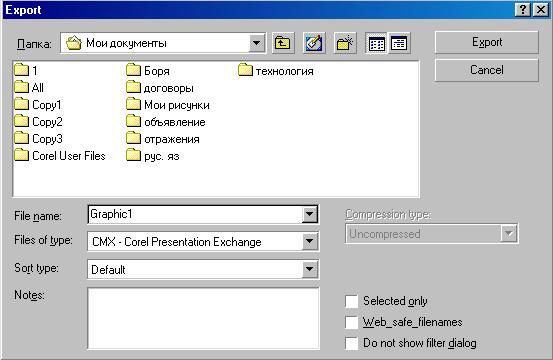 Export
Папка: Мои документы
Export
Cancel
1 Боря технология
All договоры
Copy1 Мои рисунки
Copy2 объявление
Copy3 отражения
Corel User Files рус. яз
File name: Graphic1 Compression type:
Uncompressed
Files of type: CMX - Corel Presentation Exchange
Sort type: Default
Notes:
Selected only
Web_safe_filenames
Do not show filter dialog